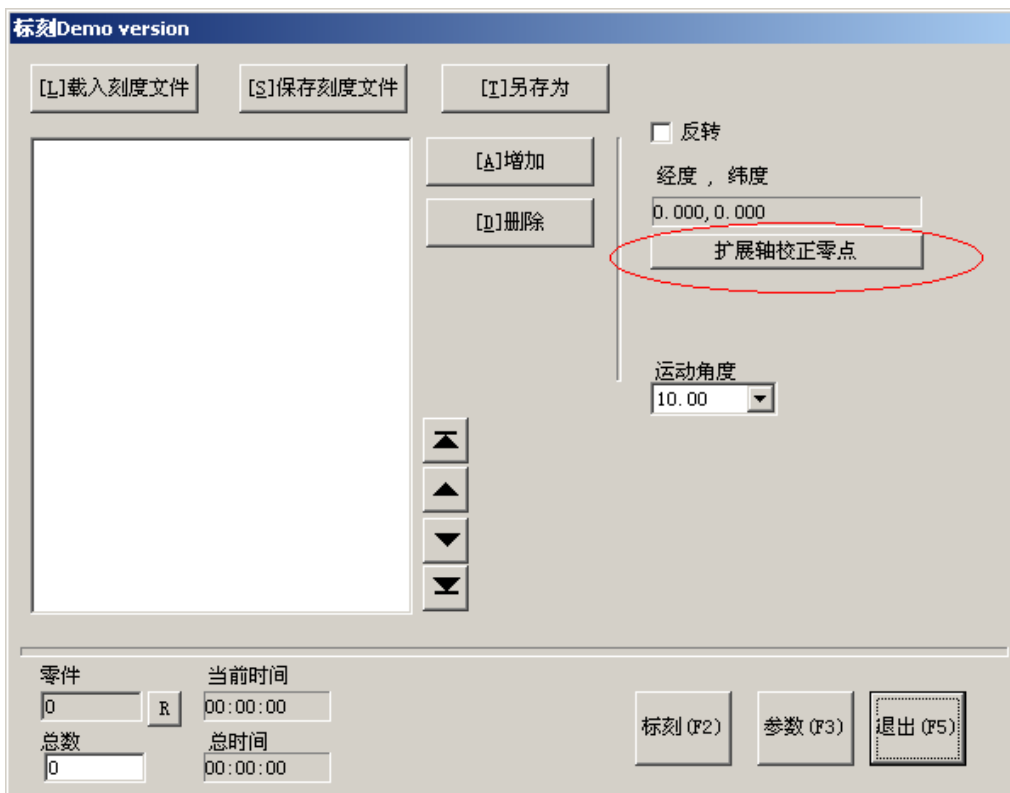 标刻Demo version
[L]载入刻度文件 [S]保存刻度文件 [T]另存为
[A]增加
[D]删除
反转
经度 , 纬度
0.000,0.000
扩展轴校正零点
运动角度
10.00
零件 当前时间
0 R 00:00:00
总数 总时间
0 00:00:00
标刻(F2) 参数(F3) 退出(F5)